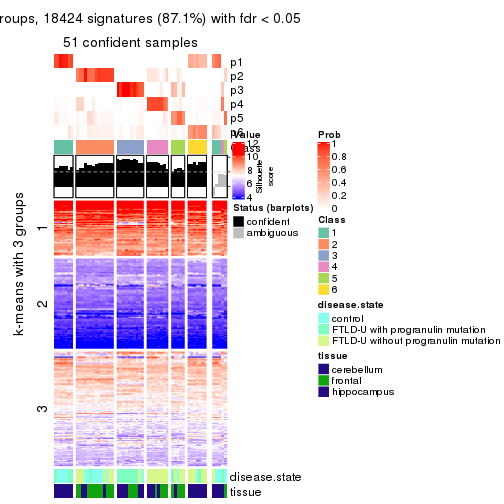 roups, 18424 signatures (87.1%) with fdr < 0.05
51 confident samples
p1
p2
p3
p4
p5
Value
12
10
8
6
4
Silhouette
score
Status (barplots)
confident
ambiguous
Prob
1
0.8
0.6
0.4
0.2
0
Class
1
2
3
4
5
6
disease.state
control
FTLD-U with progranulin mutation
FTLD-U without progranulin mutation
tissue
cerebellum
frontal
hippocampus
k-means with 3 groups
1
2
3
disease.state
tissue